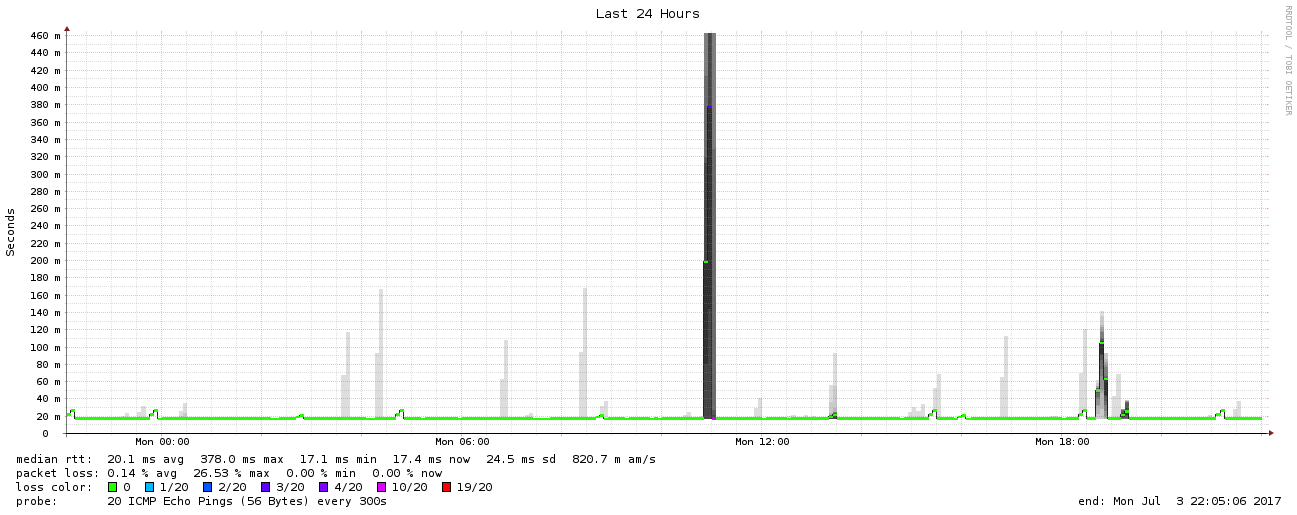 Last 24 Hours
RRDTOOL / TOBI OETIKER
Seconds
460 m
440 m
420 m
400 m
380 m
360 m
340 m
320 m
300 m
280 m
260 m
240 m
220 m
200 m
180 m
160 m
140 m
120 m
100 m
80 m
60 m
40 m
20 m
0
Mon 00:00 Mon 06:00 Mon 12:00 Mon 18:00
median rtt: 20.1 ms avg 378.0 ms max 17.1 ms min 17.4 ms now 24.5 ms sd 820.7 m am/s
packet loss: 0.14 % avg 26.53 % max 0.00 % min 0.00 % now
loss color: 0 1/20 2/20 3/20 4/20 10/20 19/20
probe: 20 ICMP Echo Pings (56 Bytes) every 300s end: Mon Jul 3 22:05:06 2017